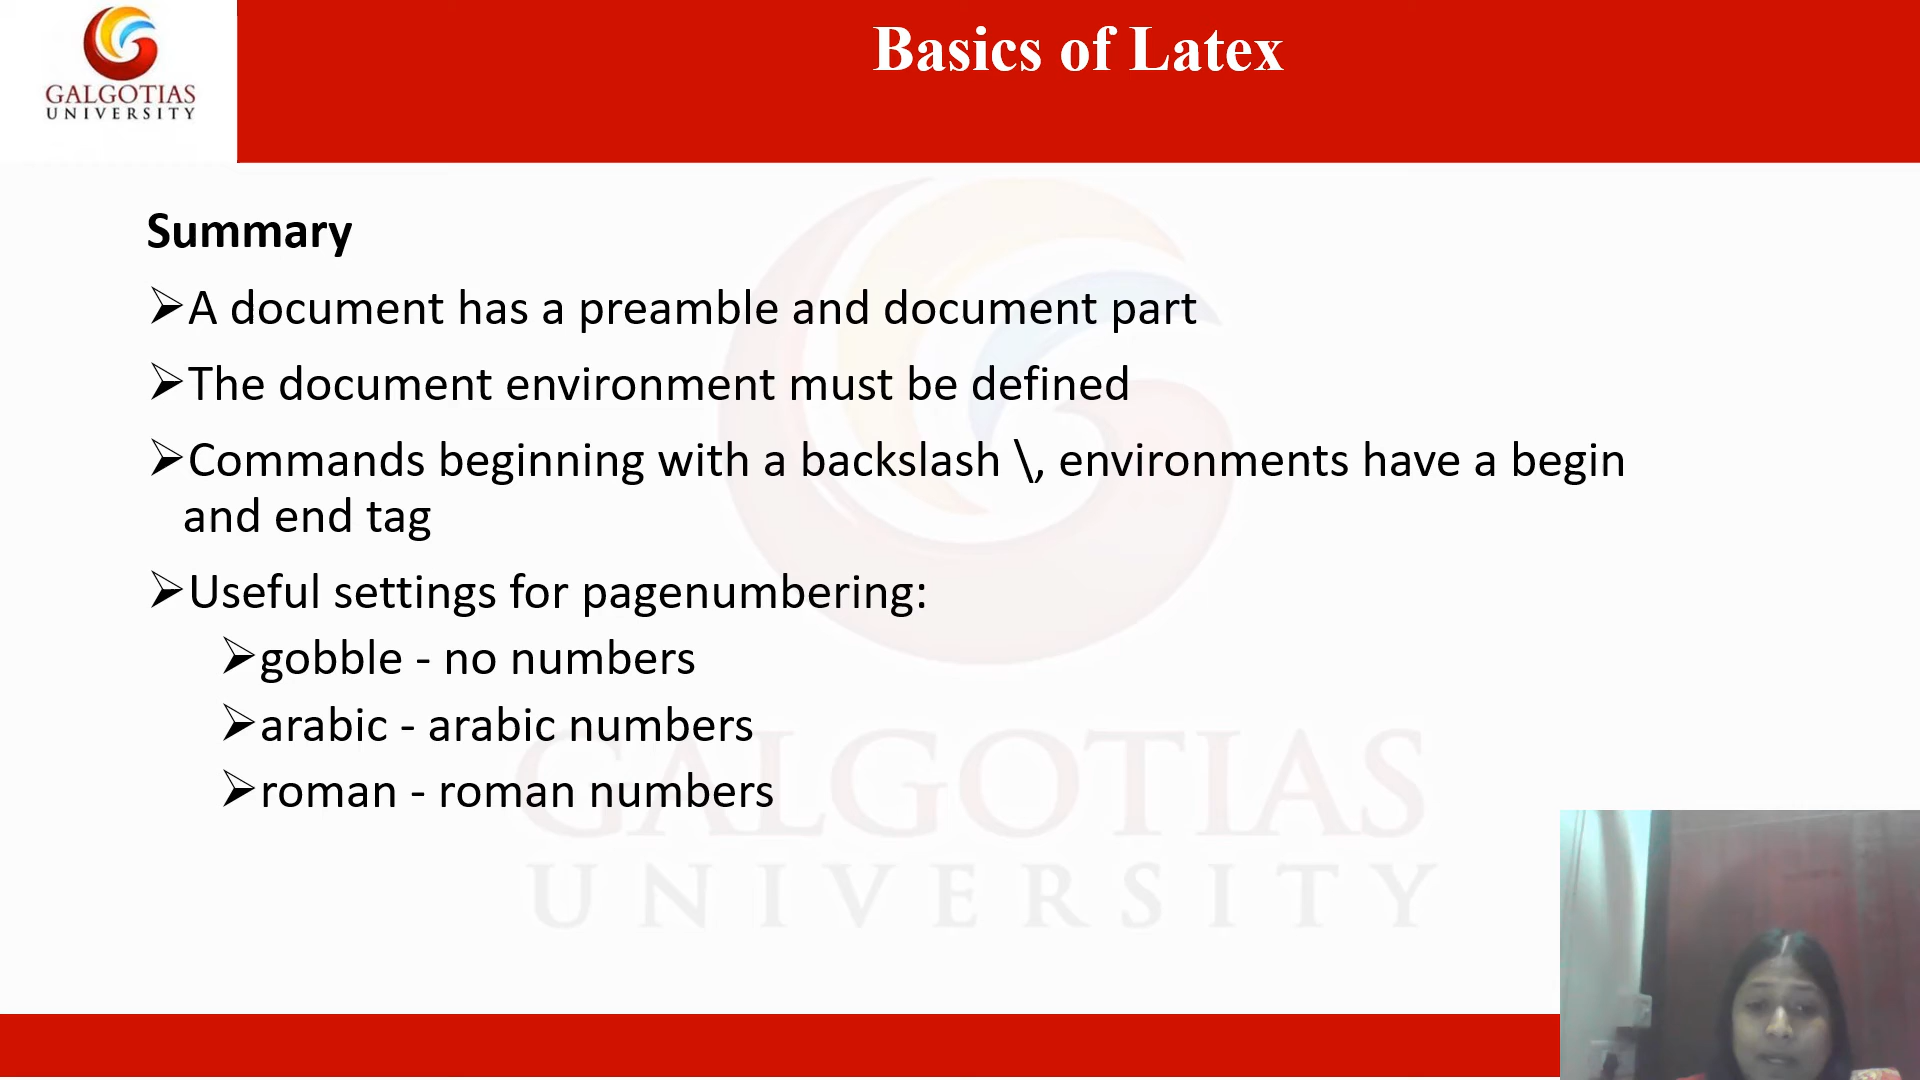 GALGOTIAS
UNIVERSITY
Basics of Latex
Summary
➢A document has a preamble and document part
➢The document environment must be defined
➢Commands beginning with a backslash \, environments have a begin
and end tag
➢Useful settings for pagenumbering:
➢gobble - no numbers
➢arabic - arabic numbers
➢roman - roman numbers
GALGOTIAS
UNIVERSITY